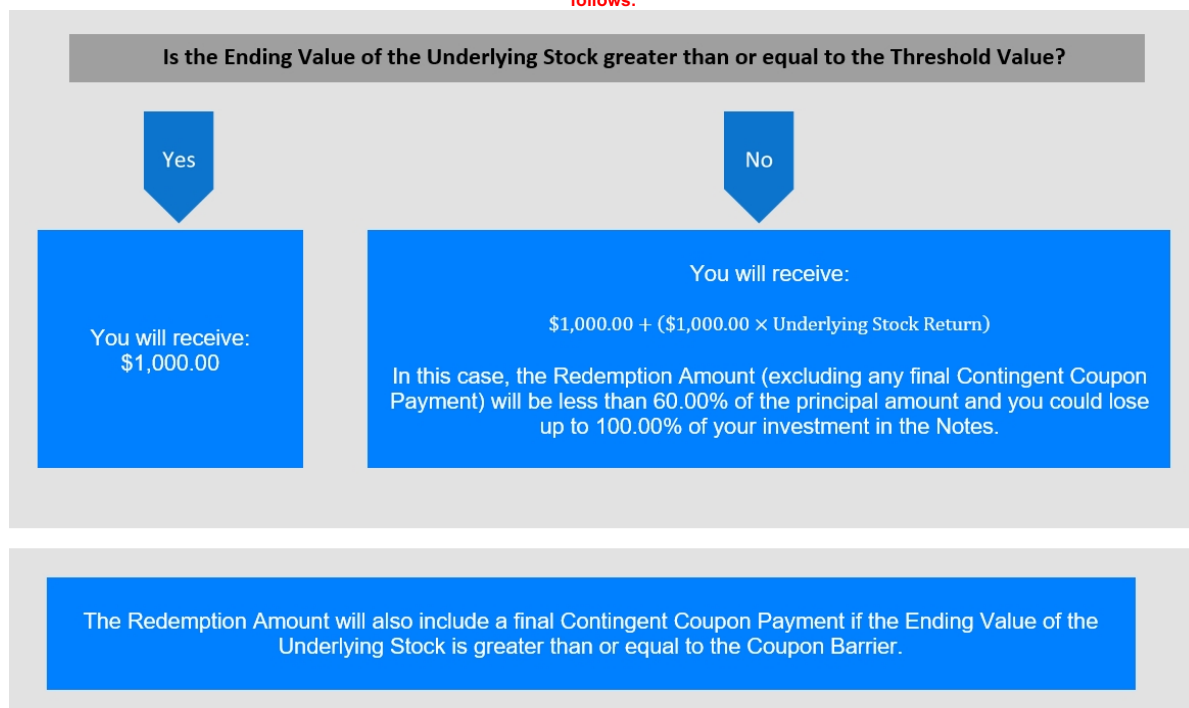 follows:
Is the Ending Value of the Underlying Stock greater than or equal to the Threshold Value?
Yes
No
You will receive:
$1,000.00
You will receive:
$1,000.00 + ($1,000.00 × Underlying Stock Return)
In this case, the Redemption Amount (excluding any final Contingent Coupon
Payment) will be less than 60.00% of the principal amount and you could lose
up to 100.00% of your investment in the Notes.
The Redemption Amount will also include a final Contingent Coupon Payment if the Ending Value of the
Underlying Stock is greater than or equal to the Coupon Barrier.